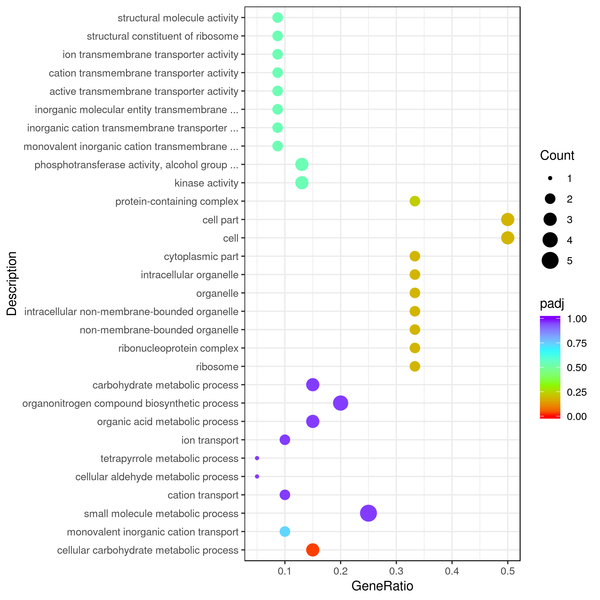 structural molecule activity
structural constituent of ribosome
ion transmembrane transporter activity
cation transmembrane transporter activity
active transmembrane transporter activity
inorganic molecular entity transmembrane ...
inorganic cation transmembrane transporter ...
monovalent inorganic cation transmembrane ...
phosphotransferase activity, alcohol group ...
kinase activity
protein-containing complex
cell part
cell
cytoplasmic part
intracellular organelle
organelle
intracellular non-membrane-bounded organelle
non-membrane-bounded organelle
ribonucleoprotein complex
ribosome
carbohydrate metabolic process
organonitrogen compound biosynthetic process
organic acid metabolic process
ion transport
tetrapyrrole metabolic process
cellular aldehyde metabolic process
cation transport
small molecule metabolic process
monovalent inorganic cation transport
cellular carbohydrate metabolic process
Description
0.1 0.2 0.3 0.4 0.5
GeneRatio
Count
1
2
3
4
5
padj
1.00
0.75
0.50
0.25
0.00